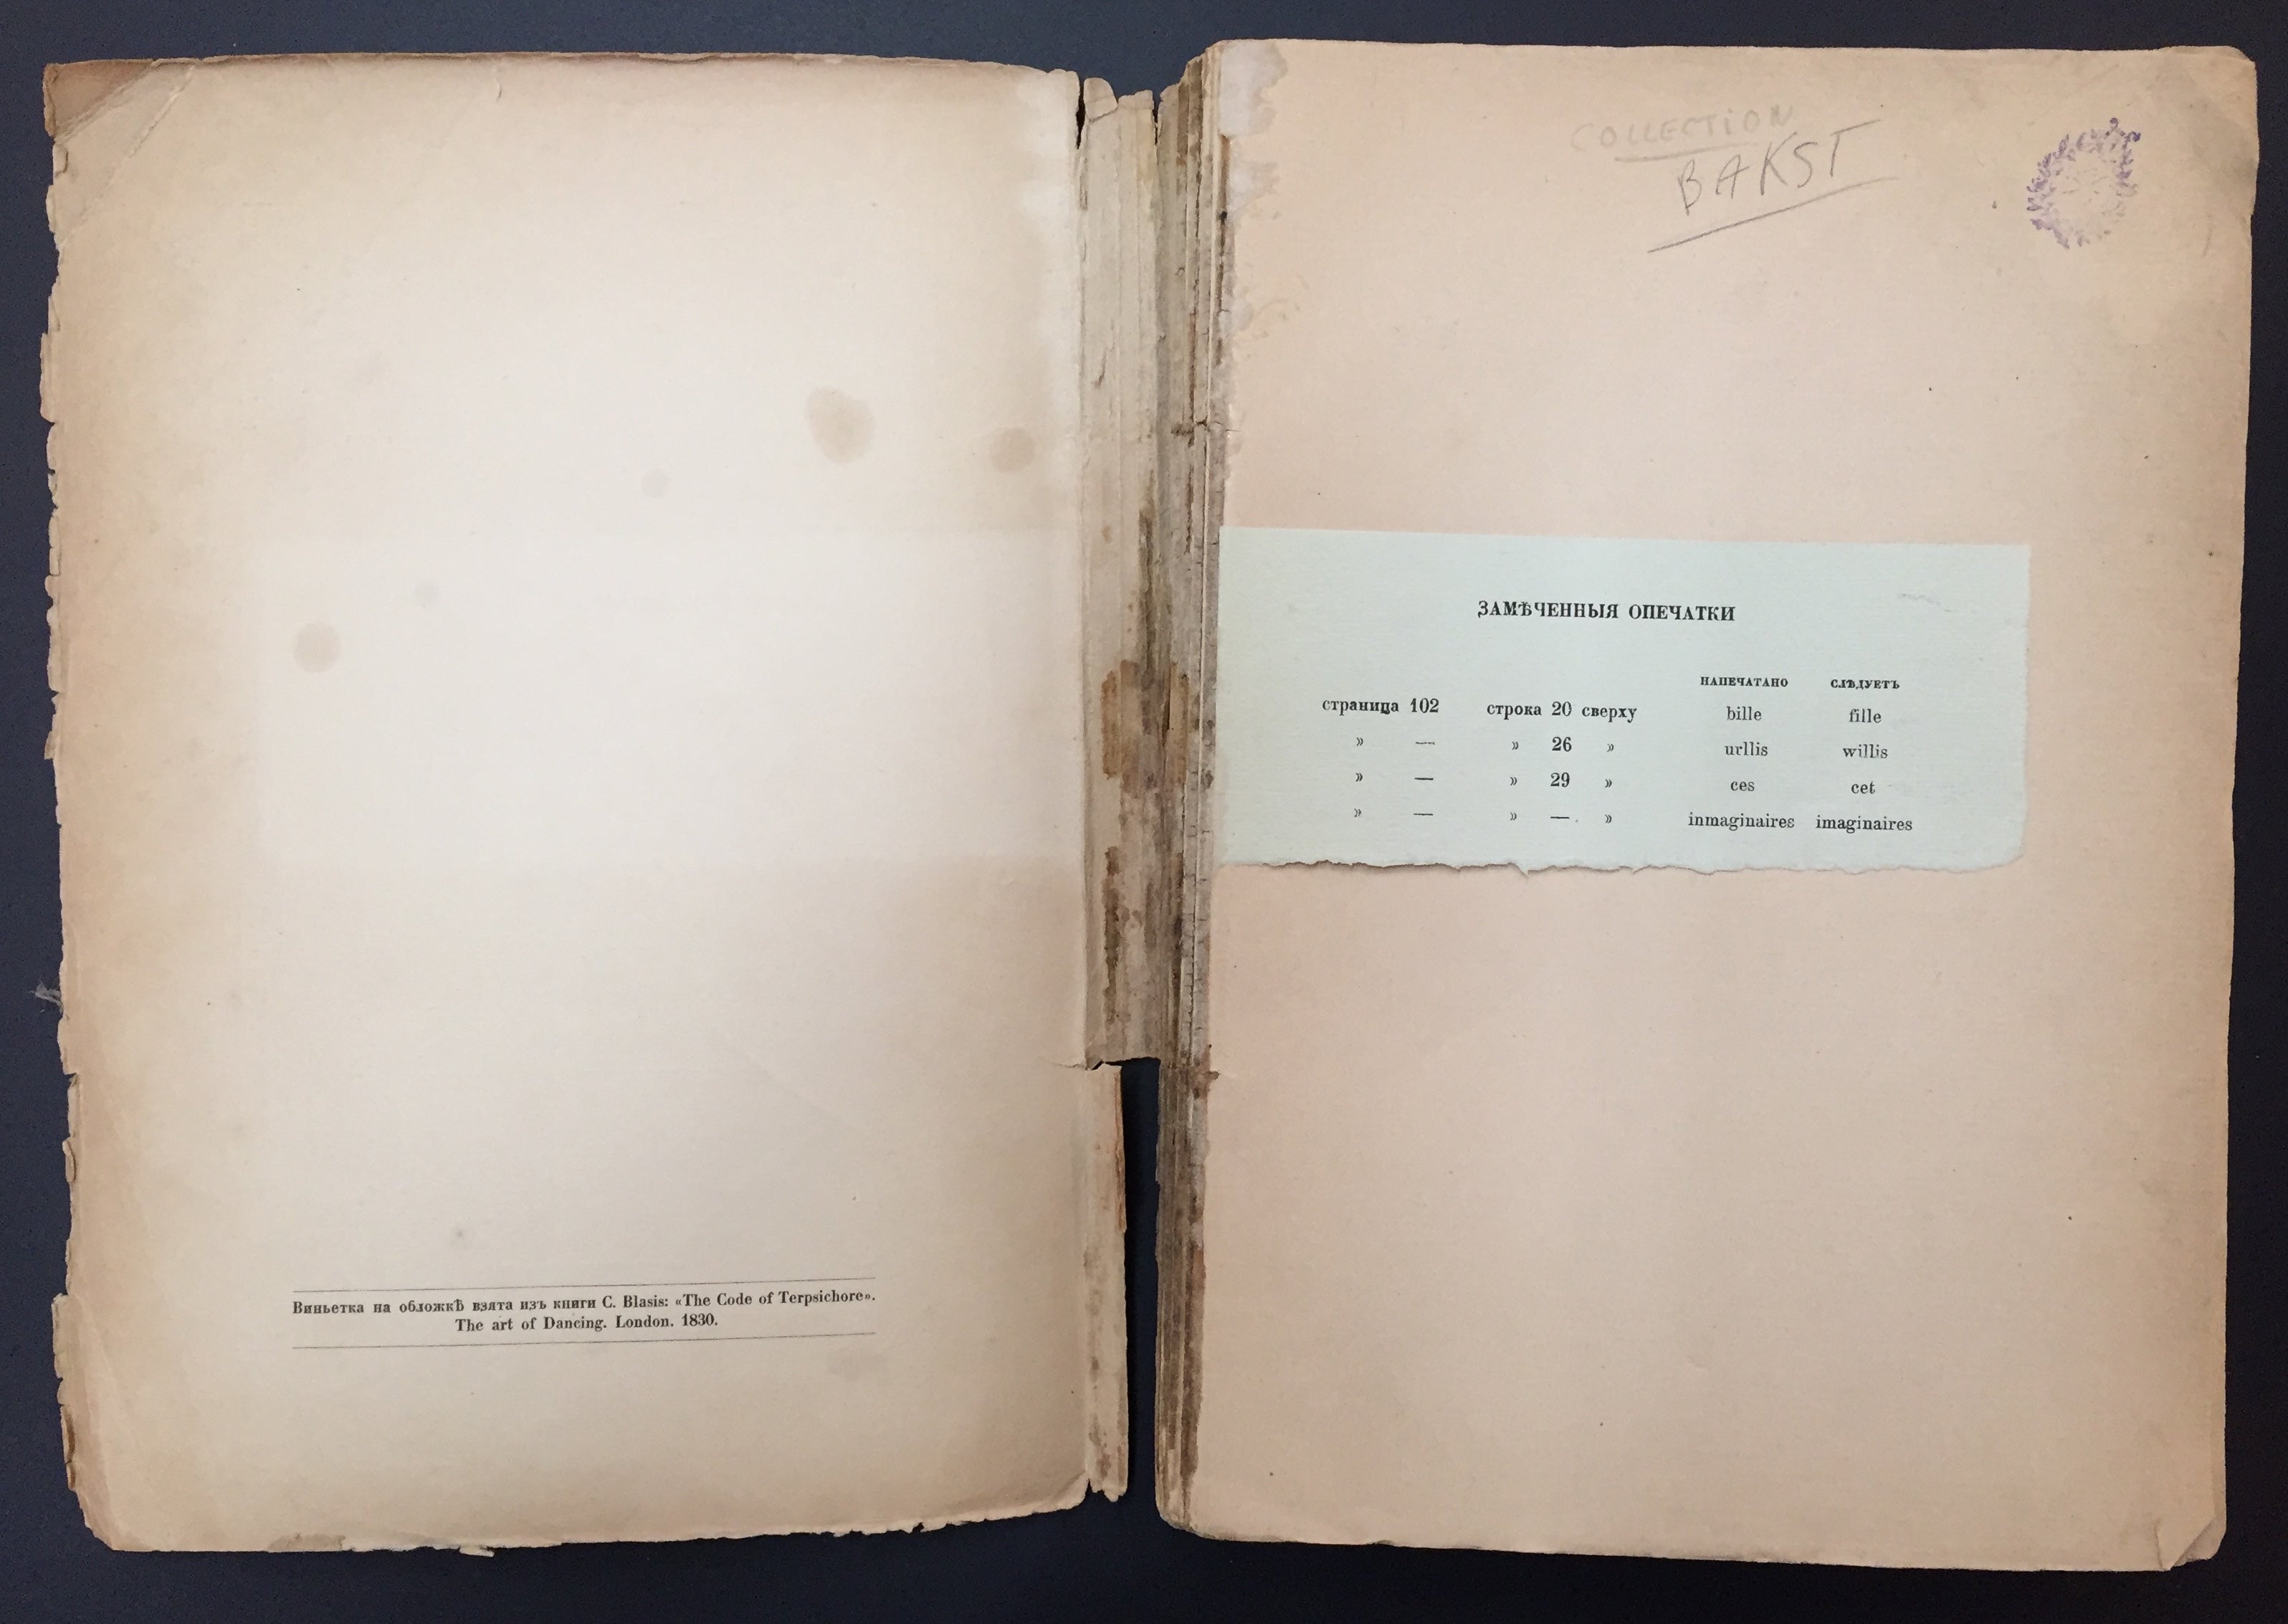 Виньетка на обложкѣ взята изъ книги C. Blasis: «The Code of Terpsichore».
The art of Dancing. London. 1830.
COLLECTION
BAKST
ЗАМѢЧЕННЫЯ ОПЕЧАТКИ
НАПЕЧАТАНО СЛѢДУЕТЪ
страница 102 строка 20 сверху bille fille
» — » 26 » urllis willis
» — » 29 » ces cet
» — » — » inmaginaires imaginaires